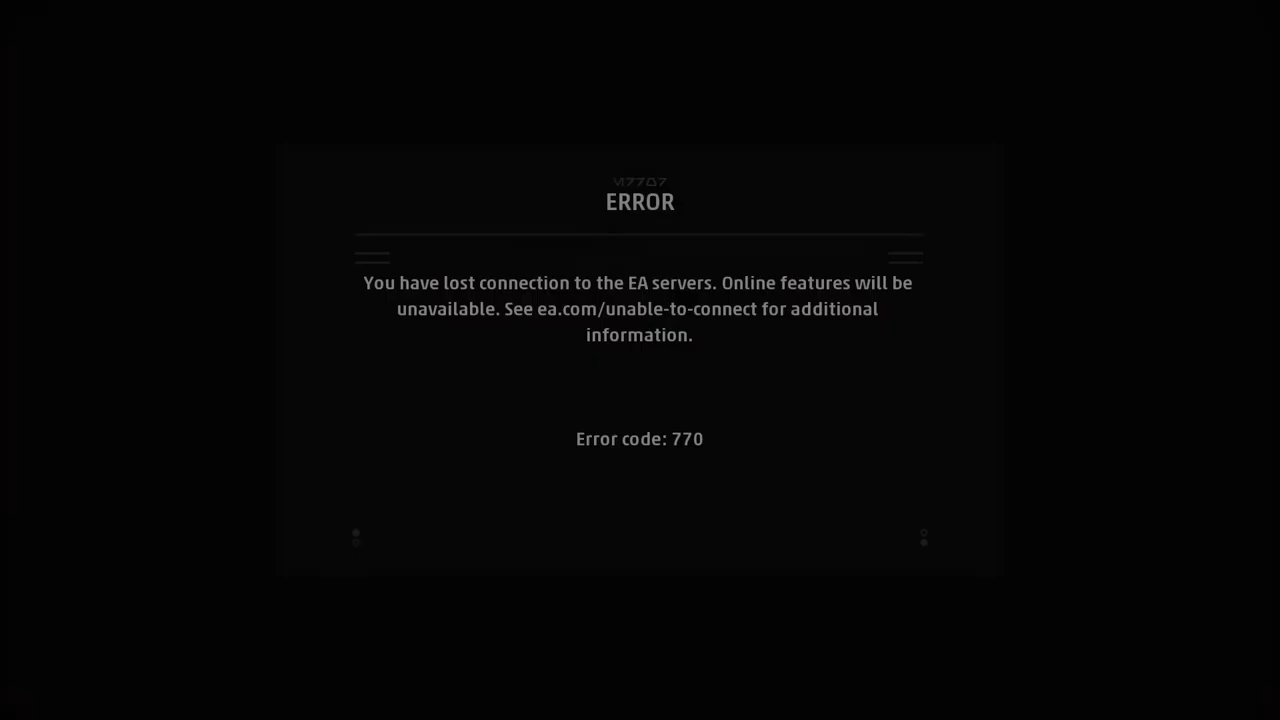 ERROR
You have lost connection to the EA servers. Online features will be
unavailable. See ea.com/unable-to-connect for additional
information.
Error code: 770